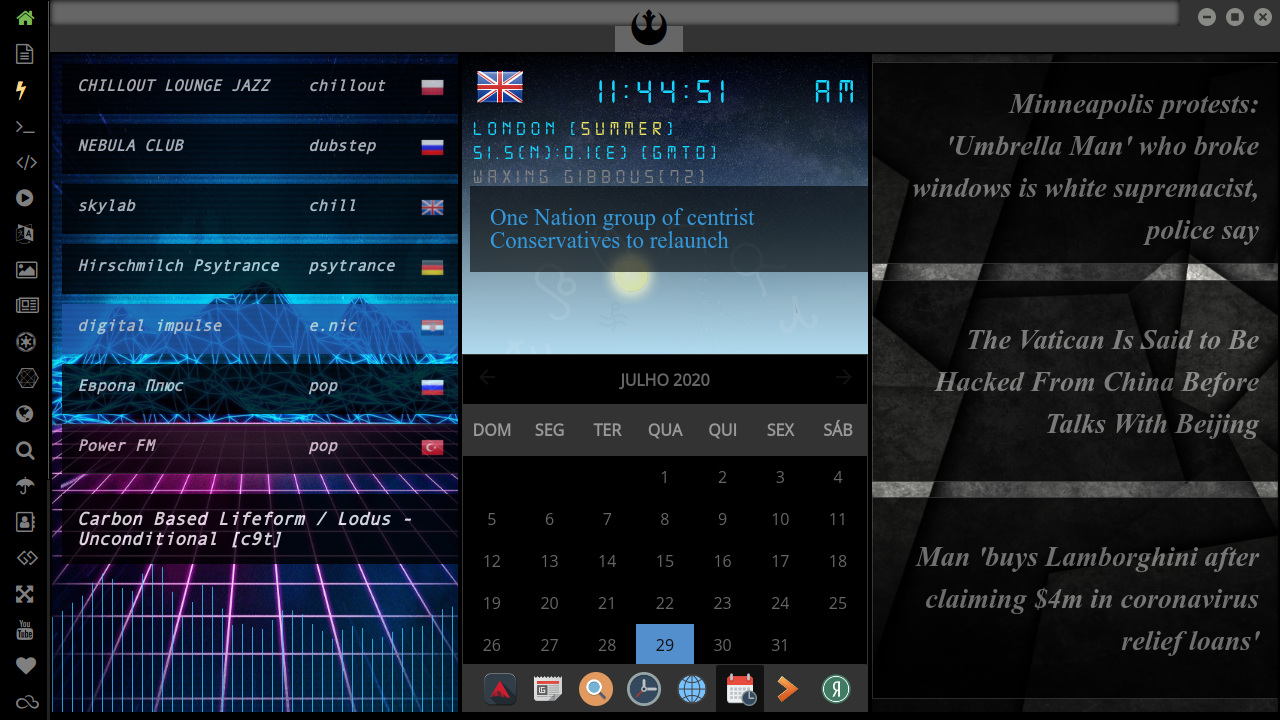 CHILLOUT LOUNGE JAZZ chillout
NEBULA CLUB dubstep
skylab chill
Hirschmilch Psytrance psytrance
digital impulse e.nic
Европа Плюс pop
Power FM pop
Carbon Based Lifeform / Lodus -
Unconditional [c9t]
11:44:51 AM
LONDON (SUMMER)
51.5(N):0.1(E) (GMT0)
WAXING GIBBOUS(72)
One Nation group of centrist
Conservatives to relaunch
JULHO 2020
DOM SEG TER QUA QUI SEX SÁB
1 2 3 4
5 6 7 8 9 10 11
12 13 14 15 16 17 18
19 20 21 22 23 24 25
26 27 28 29 30 31
Minneapolis protests:
'Umbrella Man' who broke
windows is white supremacist,
police say
The Vatican Is Said to Be
Hacked From China Before
Talks With Beijing
Man 'buys Lamborghini after
claiming $4m in coronavirus
relief loans'
You
Tube
Я